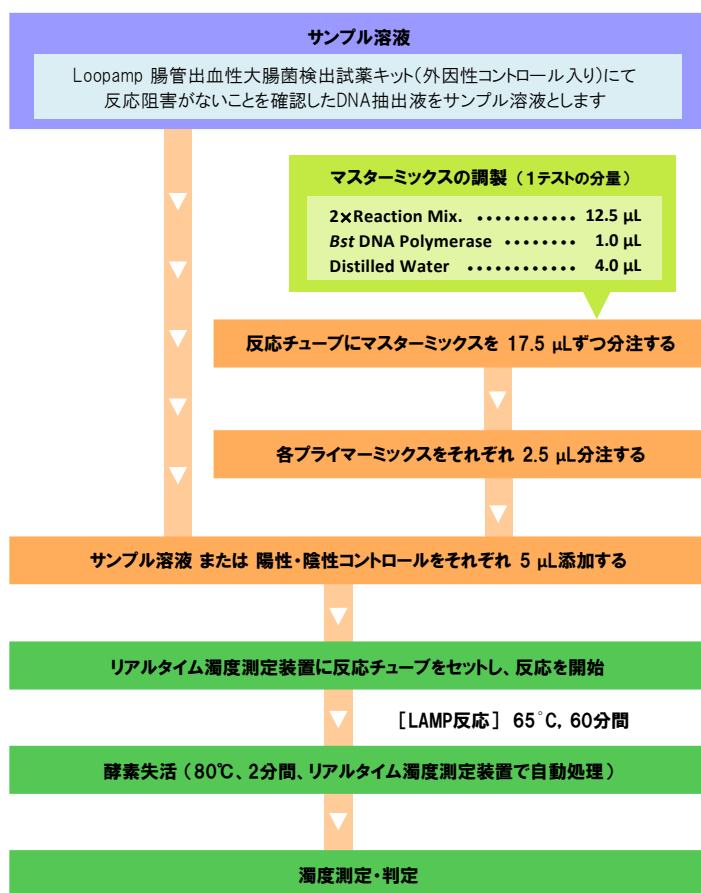 サンプル溶液
Loopamp 腸管出血性大腸菌検出試薬キット(外因性コントロール入り)にて
反応阻害がないことを確認したDNA抽出液をサンプル溶液とします
マスターミックスの調製 (1テストの分量)
2×Reaction Mix. ・・・・・・・・・・・ 12.5 μL
Bst DNA Polymerase ・・・・・・・・ 1.0 μL
Distilled Water ・・・・・・・・・・・・ 4.0 μL
反応チューブにマスターミックスを 17.5 μLずつ分注する
各プライマーミックスをそれぞれ 2.5 μL分注する
サンプル溶液 または 陽性・陰性コントロールをそれぞれ 5 μL添加する
リアルタイム濁度測定装置に反応チューブをセットし、反応を開始
[LAMP反応] 65°C, 60分間
酵素失活 (80℃、2分間、リアルタイム濁度測定装置で自動処理)
濁度測定・判定